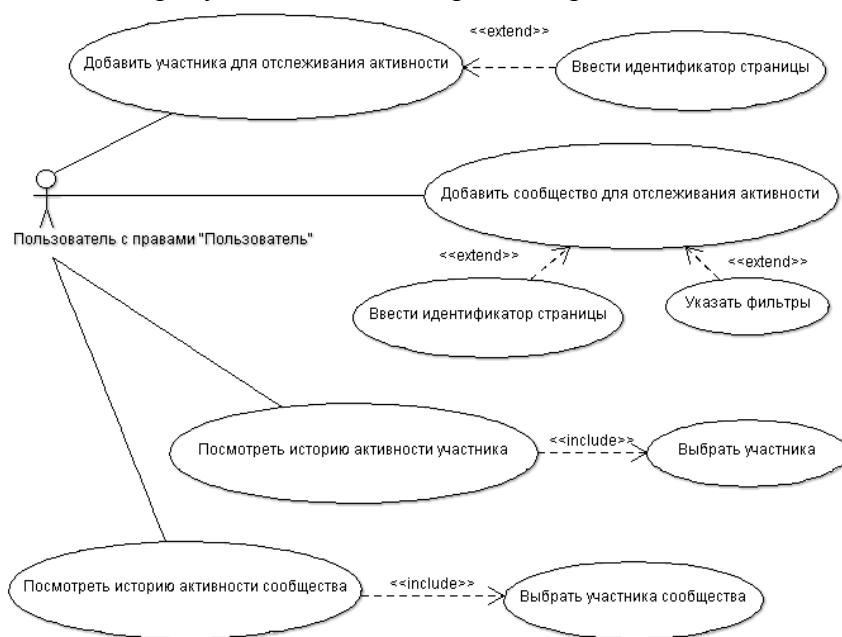 <<extend>>
Добавить участника для отслеживания активности
Ввести идентификатор страницы
Добавить сообщество для отслеживания активности
Пользователь с правами "Пользователь"
<<extend>>
<<extend>>
Ввести идентификатор страницы
Указать фильтры
Посмотреть историю активности участника
<<include>>
Выбрать участника
Посмотреть историю активности сообщества
<<include>>
Выбрать участника сообщества